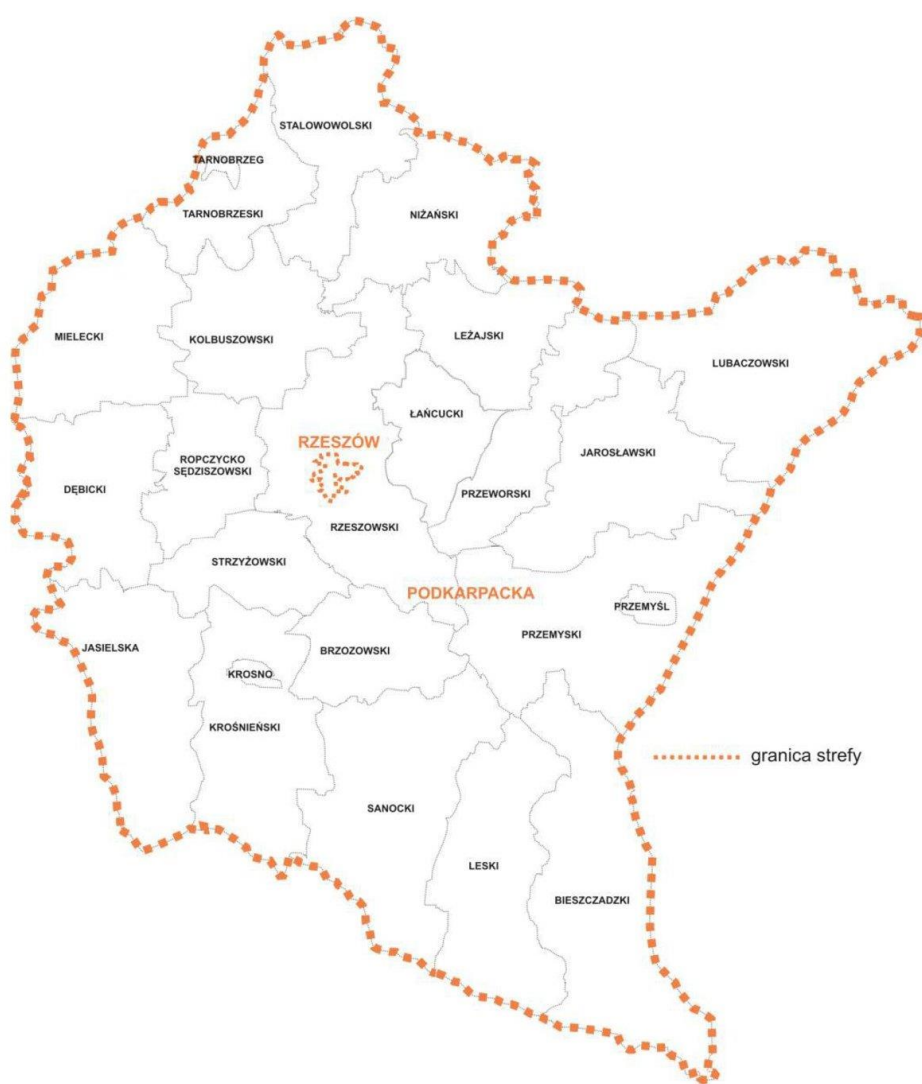 STALOWOWOLSKI
TARNOBRZEG
TARNOBRZESKI
NIŻAŃSKI
MIELECKI
KOLBUSZOWSKI
LEŻAJSKI
LUBACZOWSKI
ŁAŃCUCKI
RZESZÓW
ROPCZYCKO
SĘDZISZOWSKI
JAROSŁAWSKI
DĘBICKI
PRZEWORSKI
RZESZOWSKI
STRZYŻOWSKI
PODKARPACKA
PRZEMYŚL
PRZEMYSKI
JASIELSKA
BRZOZOWSKI
KROSNO
KROŚNIEŃSKI
granica strefy
SANOCKI
LESKI
BIESZCZADZKI